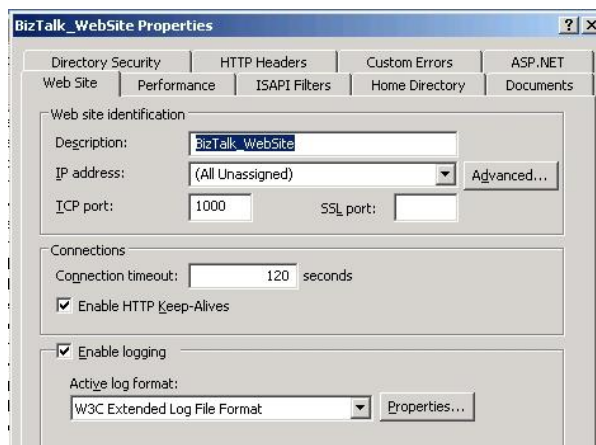 BizTalk_WebSite Properties
Directory Security HTTP Headers Custom Errors ASP.NET
Web Site Performance ISAPI Filters Home Directory Documents
Web site identification
Description: BizTalk_WebSite
IP address: (All Unassigned) Advanced...
TCP port: 1000 SSL port:
Connections
Connection timeout: 120 seconds
Enable HTTP Keep-Alives
Enable logging
Active log format:
W3C Extended Log File Format Properties...